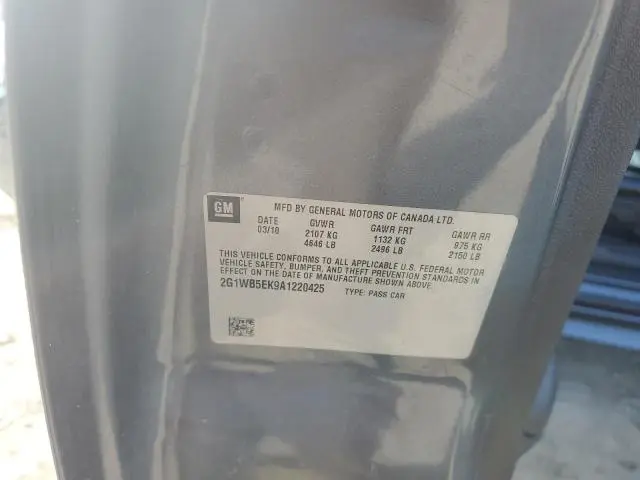 GM
MFD BY GENERAL MOTORS OF CANADA LTD.
DATE GVWR GAWR FRT GAWR RR
03/10 2107 KG 1132 KG 975 KG
4646 LB 2496 LB 2150 LB
THIS VEHICLE CONFORMS TO ALL APPLICABLE U.S. FEDERAL MOTOR
VEHICLE SAFETY, BUMPER, AND THEFT PREVENTION STANDARDS IN
EFFECT ON THE DATE OF MANUFACTURE SHOWN ABOVE.
2G1WB5EK9A1220425 TYPE: PASS CAR